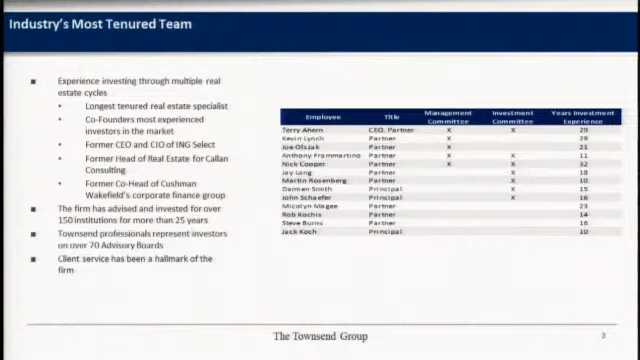 Industry's Most Tenured Team
Experience investing through multiple real
estate cycles
Longest tenured real estate specialist
Co-Founders most experienced
investors in the market
Former CEO and CIO of ING Select
Former Head of Real Estate for Callan
Consulting
Former Co-Head of Cushman
Wakefield's corporate finance group
The firm has advised and invested for over
150 institutions for more than 25 years
Townsend professionals represent investors
on over 70 Advisory Boards
Client service has been a hallmark of the
firm
Employee Title Management Committee Investment Committee Years Investment Experience
Terry Ahern CEO, Partner X X 29
Kevin Lynch Partner X 29
Joe Olszak Partner X 21
Anthony Frammartino Partner X X 11
Nick Cooper Partner X X 32
Jay Long Partner X 18
Martin Rosenberg Partner X 10
Damien Smith Principal X 15
John Schaefer Principal X 16
Micolyn Magee Partner 23
Rob Kochis Partner 14
Steve Burns Partner 16
Jack Koch Principal 10
The Townsend Group